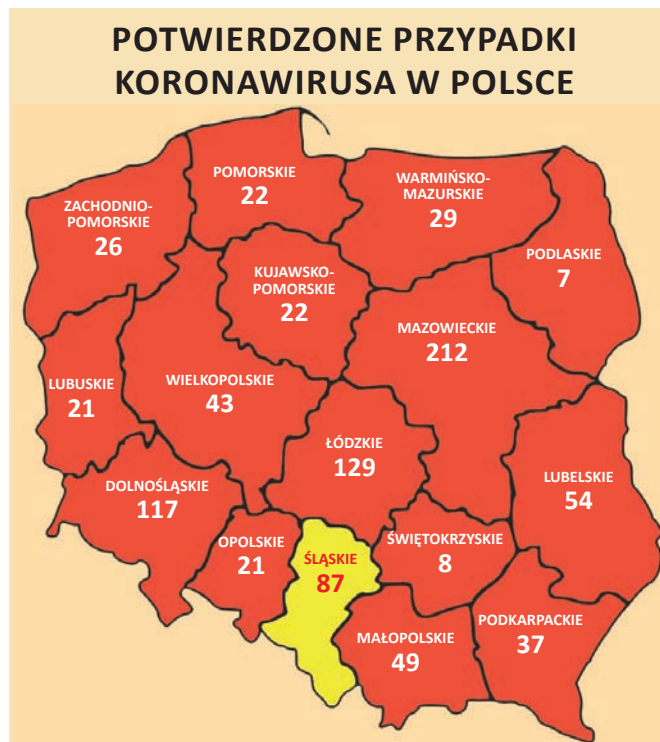 POTWIERDZONE PRZYPADKI
KORONAWIRUSA W POLSCE
POMORSKIE
22
WARMIŃSKO-
MAZURSKIE
29
ZACHODNIO-
POMORSKIE
26
PODLASKIE
7
KUJAWSKO-
POMORSKIE
22
MAZOWIECKIE
212
LUBUSKIE
21
WIELKOPOLSKIE
43
ŁÓDZKIE
129
LUBELSKIE
54
DOLNOŚLĄSKIE
117
OPOLSKIE
21
ŚLĄSKIE
87
ŚWIĘTOKRZYSKIE
8
MAŁOPOLSKIE
49
PODKARPACKIE
37